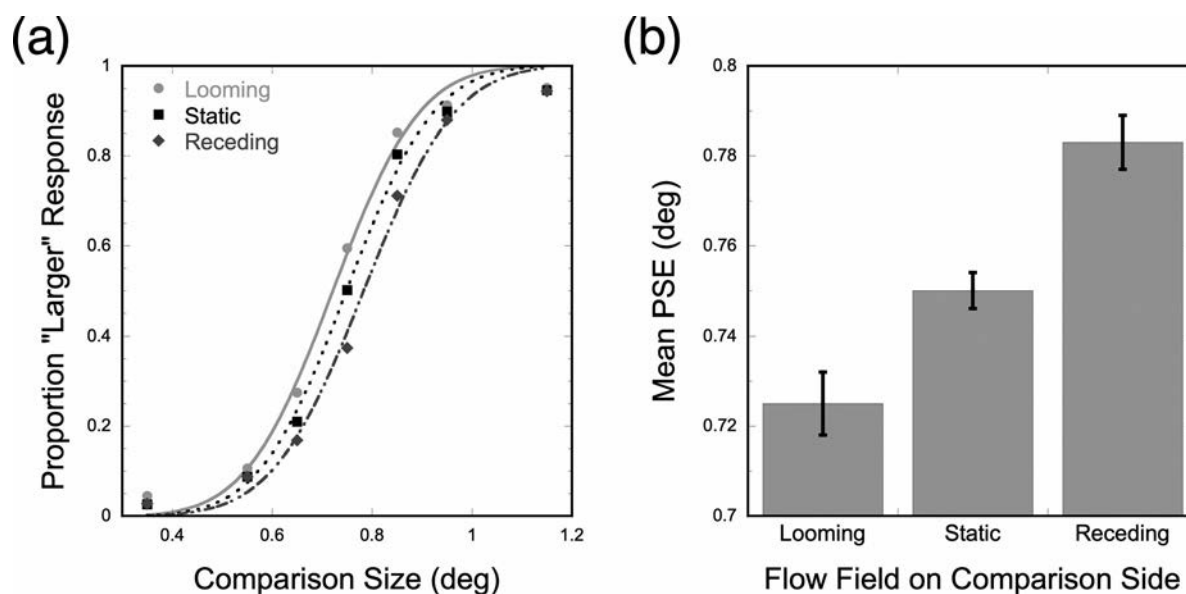 (a)
Proportion "Larger" Response
1
0.8
0.6
0.4
0.2
0
Looming
Static
Receding
0.4
0.6
0.8
1
1.2
Comparison Size (deg)
(b)
Mean PSE (deg)
0.8
0.78
0.76
0.74
0.72
0.7
Looming
Static
Receding
Flow Field on Comparison Side